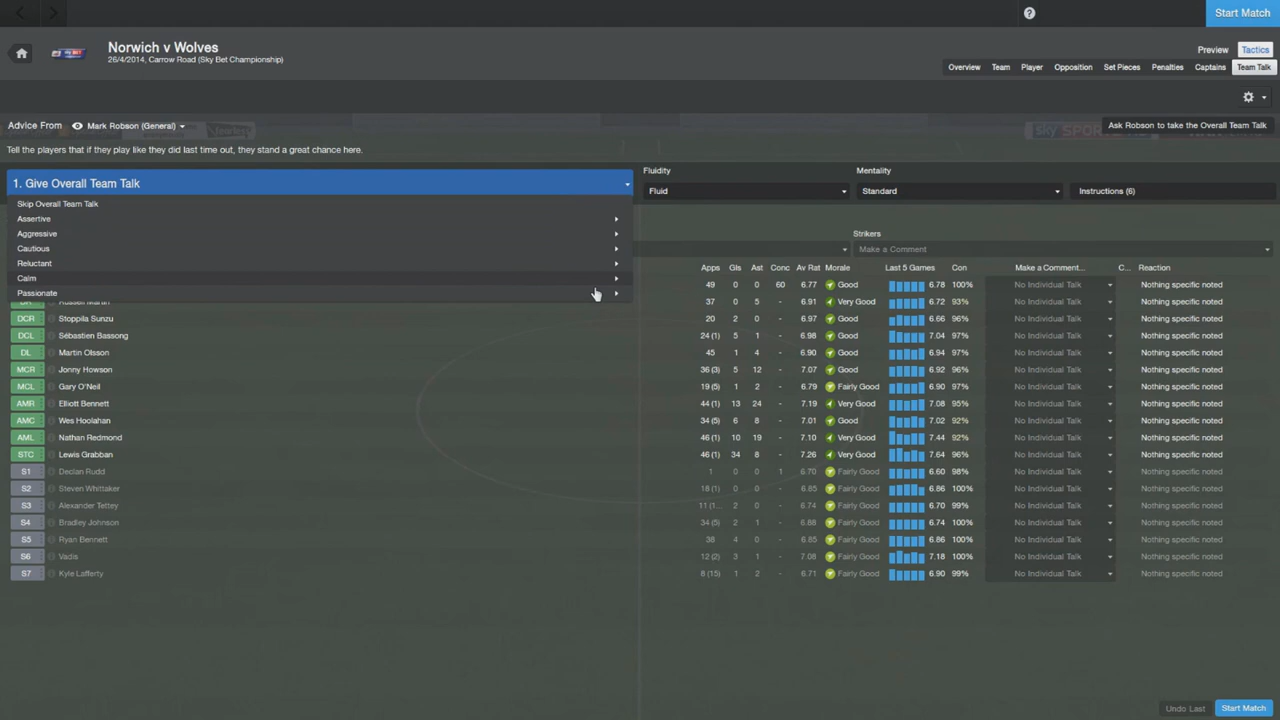 Start Match
Norwich v Wolves
26/4/2014, Carrow Road (Sky Bet Championship)
Preview Tactics
Overview Team Player Opposition Set Pieces Penalties Captains Team Talk
Advice From Mark Robson (General) Ask Robson to take the Overall Team Talk
Tell the players that if they play like they did last time out, they stand a great chance here.
Fluidity Mentality
1. Give Overall Team Talk Fluid Standard Instructions (6)
Skip Overall Team Talk
Assertive
Aggressive
Cautious
Reluctant
Calm
Passionate
Strikers
Make a Comment
Apps Gls Ast Conc Av Rat Morale Last 5 Games Con Make a Comment... C... Reaction
49 0 0 60 6.77 Good 6.78 100% No Individual Talk Nothing specific noted
DR Russell Martin 37 0 5 - 6.91 Very Good 6.72 93% No Individual Talk Nothing specific noted
DCR Stoppila Sunzu 20 2 0 - 6.97 Good 6.66 96% No Individual Talk Nothing specific noted
DCL Sébastien Bassong 24 (1) 5 1 - 6.98 Good 7.04 97% No Individual Talk Nothing specific noted
DL Martin Olsson 45 1 4 - 6.90 Good 6.94 97% No Individual Talk Nothing specific noted
MCR Jonny Howson 36 (3) 5 12 - 7.07 Good 6.92 96% No Individual Talk Nothing specific noted
MCL Gary O'Neil 19 (5) 1 2 - 6.79 Fairly Good 6.90 97% No Individual Talk Nothing specific noted
AMR Elliott Bennett 44 (1) 13 24 - 7.19 Very Good 7.08 95% No Individual Talk Nothing specific noted
AMC Wes Hoolahan 34 (5) 6 8 - 7.01 Good 7.02 92% No Individual Talk Nothing specific noted
AML Nathan Redmond 46 (1) 10 19 - 7.10 Very Good 7.44 92% No Individual Talk Nothing specific noted
STC Lewis Grabban 46 (1) 34 8 - 7.26 Very Good 7.64 96% No Individual Talk Nothing specific noted
S1 Declan Rudd 1 0 0 1 6.70 Fairly Good 6.60 98% No Individual Talk Nothing specific noted
S2 Steven Whittaker 18 (1) 0 0 - 6.85 Fairly Good 6.86 100% No Individual Talk Nothing specific noted
S3 Alexander Tettey 11 (1... 2 0 - 6.74 Fairly Good 6.70 99% No Individual Talk Nothing specific noted
S4 Bradley Johnson 34 (5) 2 1 - 6.88 Fairly Good 6.74 100% No Individual Talk Nothing specific noted
S5 Ryan Bennett 38 4 0 - 6.85 Fairly Good 6.86 100% No Individual Talk Nothing specific noted
S6 Vadis 12 (2) 3 1 - 7.08 Fairly Good 7.18 100% No Individual Talk Nothing specific noted
S7 Kyle Lafferty 8 (15) 1 2 - 6.71 Fairly Good 6.90 99% No Individual Talk Nothing specific noted
Undo Last Start Match